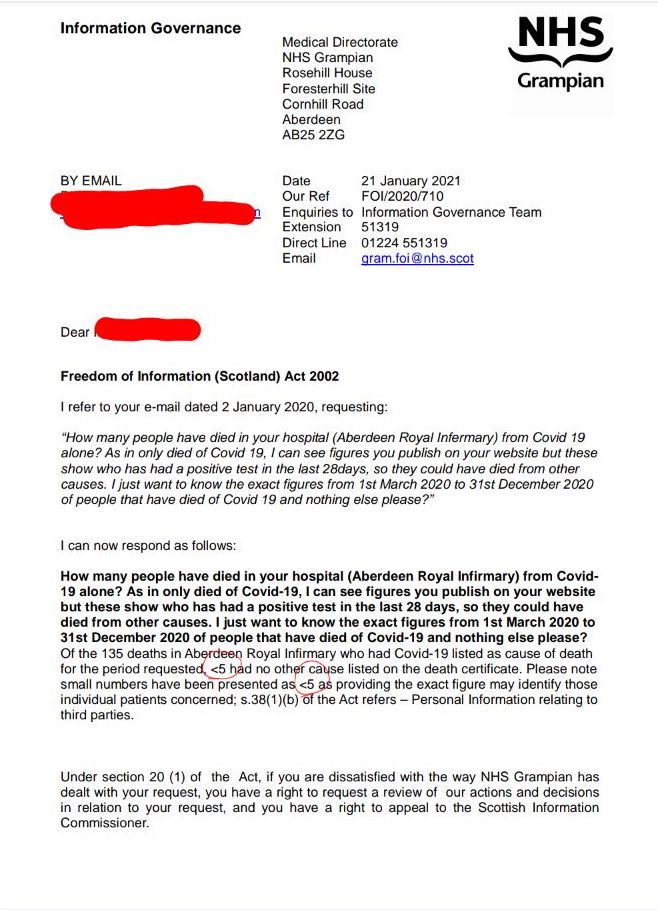 Information Governance
NHS
Grampian
Medical Directorate
NHS Grampian
Rosehill House
Foresterhill Site
Cornhill Road
Aberdeen
AB25 2ZG
BY EMAIL
Date 21 January 2021
Our Ref FOI/2020/710
Enquiries to Information Governance Team
Extension 51319
Direct Line 01224 551319
Email gram.foi@nhs.scot
Dear
Freedom of Information (Scotland) Act 2002
I refer to your e-mail dated 2 January 2020, requesting:
“How many people have died in your hospital (Aberdeen Royal Infermary) from Covid 19
alone? As in only died of Covid 19, I can see figures you publish on your website but these
show who has had a positive test in the last 28days, so they could have died from other
causes. I just want to know the exact figures from 1st March 2020 to 31st December 2020
of people that have died of Covid 19 and nothing else please?”
I can now respond as follows:
How many people have died in your hospital (Aberdeen Royal Infirmary) from Covid-
19 alone? As in only died of Covid-19, I can see figures you publish on your website
but these show who has had a positive test in the last 28 days, so they could have
died from other causes. I just want to know the exact figures from 1st March 2020 to
31st December 2020 of people that have died of Covid-19 and nothing else please?
Of the 135 deaths in Aberdeen Royal Infirmary who had Covid-19 listed as cause of death
for the period requested, <5 had no other cause listed on the death certificate. Please note
small numbers have been presented as <5 as providing the exact figure may identify those
individual patients concerned; s.38(1)(b) of the Act refers – Personal Information relating to
third parties.
Under section 20 (1) of the Act, if you are dissatisfied with the way NHS Grampian has
dealt with your request, you have a right to request a review of our actions and decisions
in relation to your request, and you have a right to appeal to the Scottish Information
Commissioner.